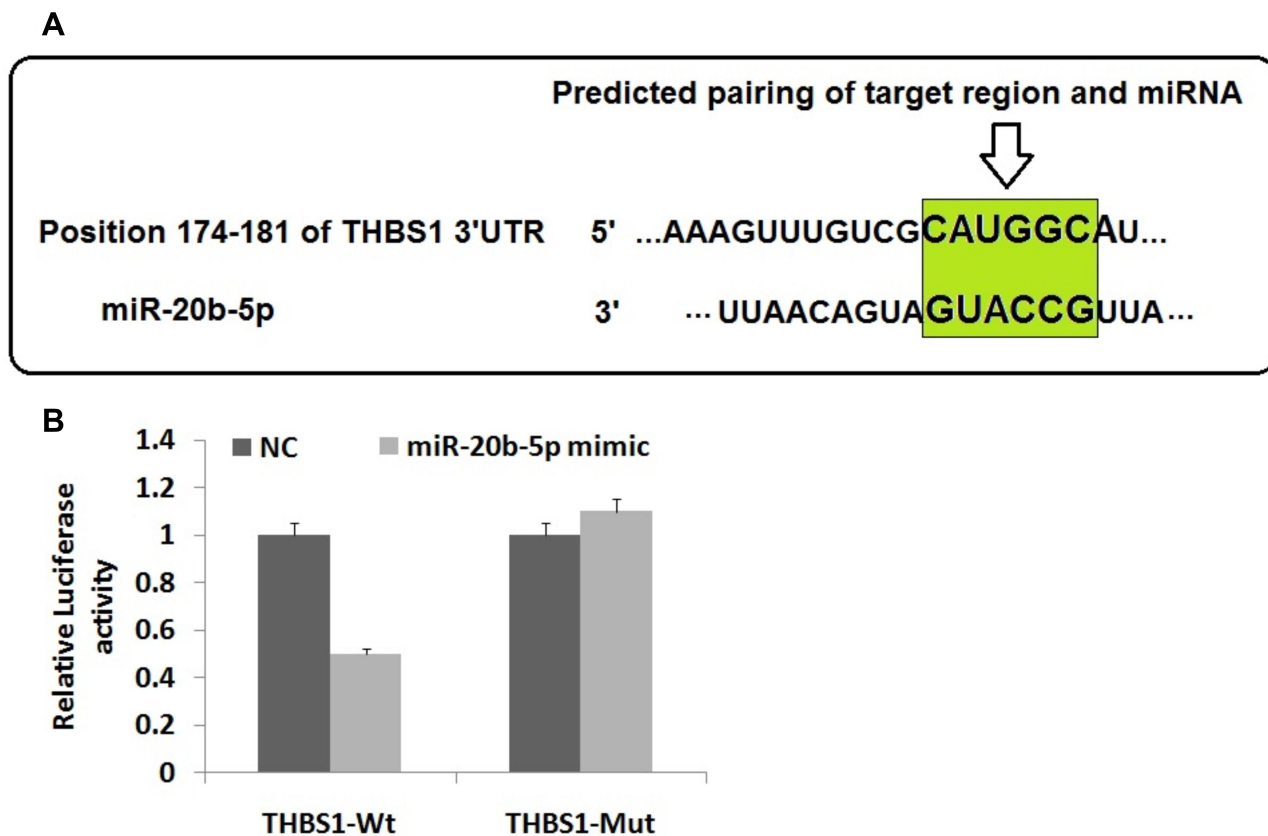 A
Predicted pairing of target region and miRNA
Position 174-181 of THBS1 3'UTR 5' ...AAAGUUUGUCGCAUGGCAU...
miR-20b-5p 3' ...UUAACAGUAGUACCGUUA...
B
NC miR-20b-5p mimic
Relative Luciferase
activity
1.4
1.2
1
0.8
0.6
0.4
0.2
0
THBS1-Wt THBS1-Mut